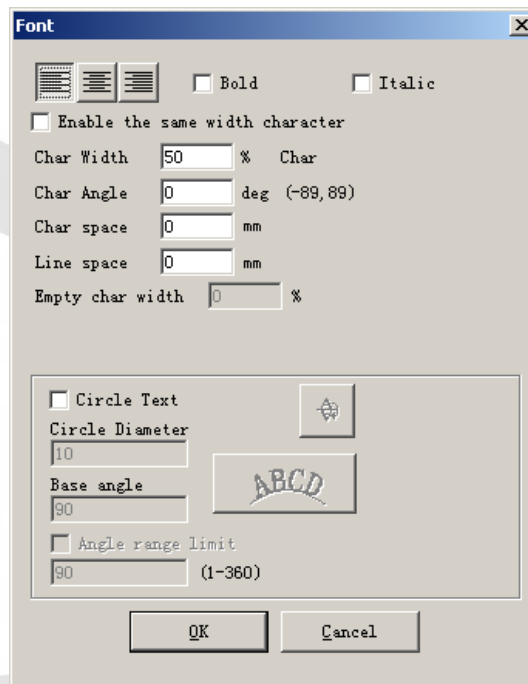 Font
Bold Italic
Enable the same width character
Char Width 50 % Char
Char Angle 0 deg (-89,89)
Char space 0 mm
Line space 0 mm
Empty char width 0 %
Circle Text
Circle Diameter
10
ABCD
Base angle
90
Angle range limit
90 (1-360)
OK Cancel